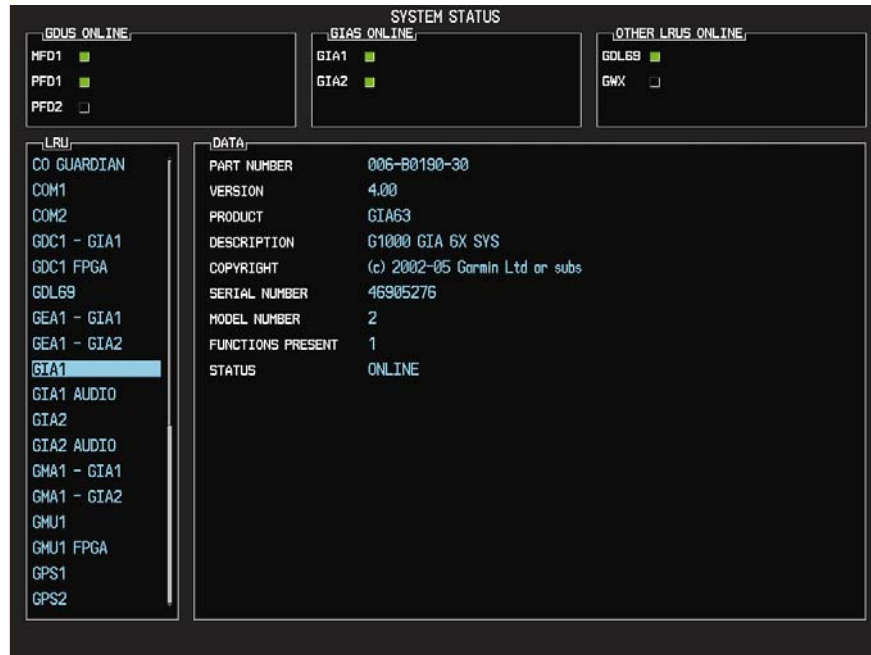 SYSTEM STATUS
GDUS ONLINE
MFD1
PFD1
PFD2
GIAS ONLINE
GIA1
GIA2
OTHER LRUS ONLINE
GDL69
GWX
LRU
CO GUARDIAN
COM1
COM2
GDC1 - GIA1
GDC1 FPGA
GDL69
GEA1 - GIA1
GEA1 - GIA2
GIA1
GIA1 AUDIO
GIA2
GIA2 AUDIO
GMA1 - GIA1
GMA1 - GIA2
GMU1
GMU1 FPGA
GPS1
GPS2
DATA
PART NUMBER 006-B0190-30
VERSION 4.00
PRODUCT GIA63
DESCRIPTION G1000 GIA 6X SYS
COPYRIGHT (c) 2002-05 Garmin Ltd or subs
SERIAL NUMBER 46905276
MODEL NUMBER 2
FUNCTIONS PRESENT 1
STATUS ONLINE